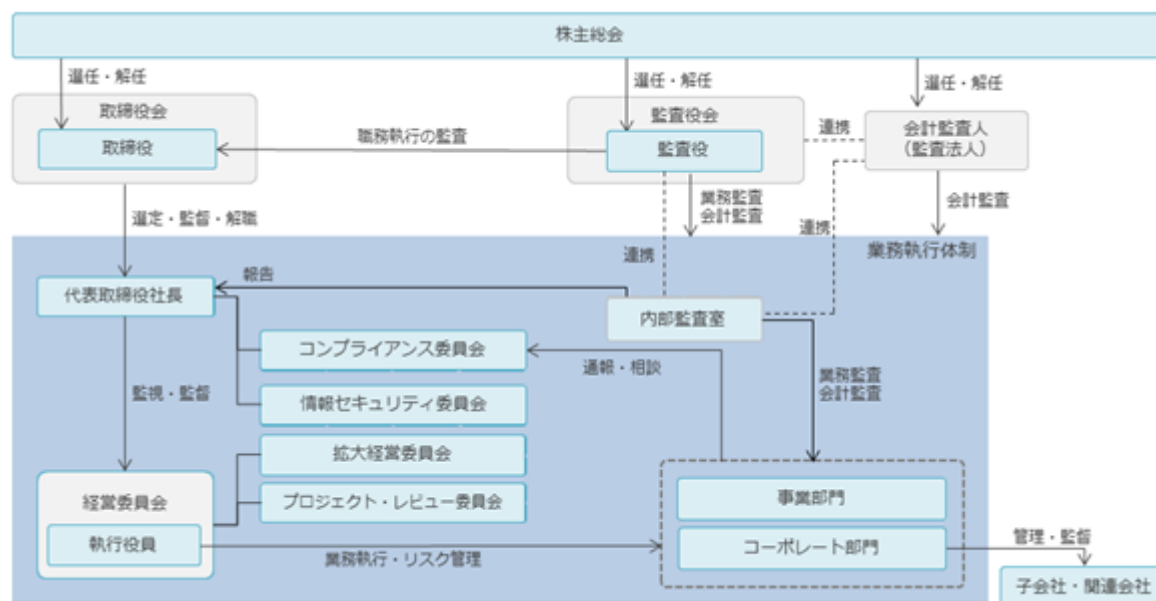 株主総会
選任・解任
選任・解任
選任・解任
取締役会
取締役
職務執行の監査
監査役会
監査役
連携
会計監査人
（監査法人）
選定・監督・解職
業務監査
会計監査
会計監査
連携
連携
業務執行体制
報告
代表取締役社長
内部監査室
コンプライアンス委員会
通報・相談
業務監査
会計監査
監視・監督
情報セキュリティ委員会
拡大経営委員会
経営委員会
プロジェクト・レビュー委員会
事業部門
執行役員
業務執行・リスク管理
コーポレート部門
管理・監督
子会社・関連会社